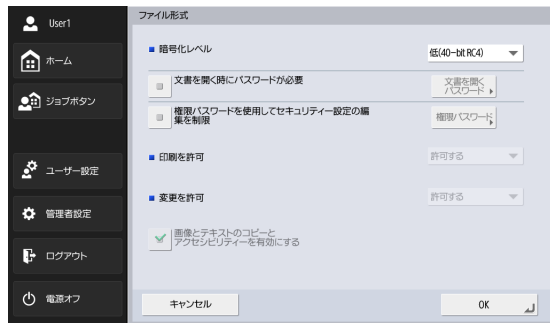 User1
ファイル形式
ホーム
ジョブボタン
ユーザー設定
管理者設定
ログアウト
電源オフ
暗号化レベル
低(40-bit RC4)
文書を開く時にパスワードが必要
文書を開く
パスワード
権限パスワードを使用してセキュリティー設定の編
集を制限
権限パスワード
印刷を許可
許可する
変更を許可
許可する
画像とテキストのコピーと
アクセシビリティーを有効にする
キャンセル
OK